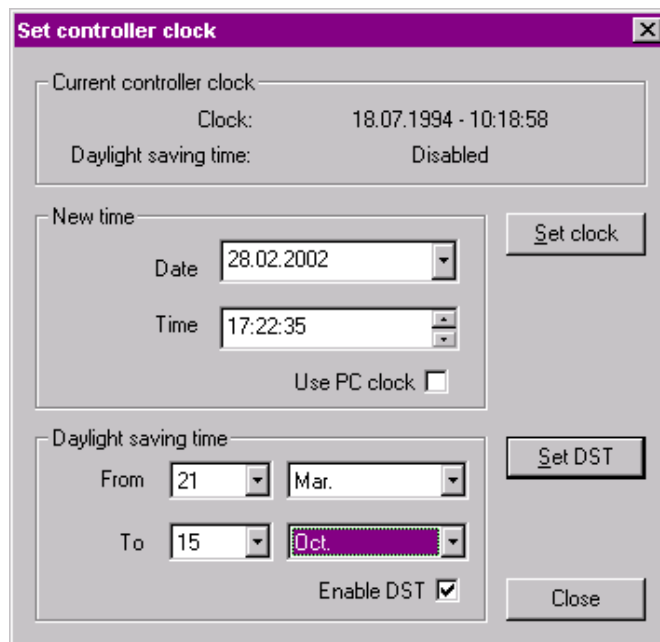 Set controller clock
Current controller clock
Clock: 18.07.1994 - 10:18:58
Daylight saving time: Disabled
New time
Date 28.02.2002
Set clock
Time 17:22:35
Use PC clock
Daylight saving time
From 21 Mar.
Set DST
To 15 Oct.
Enable DST
Close